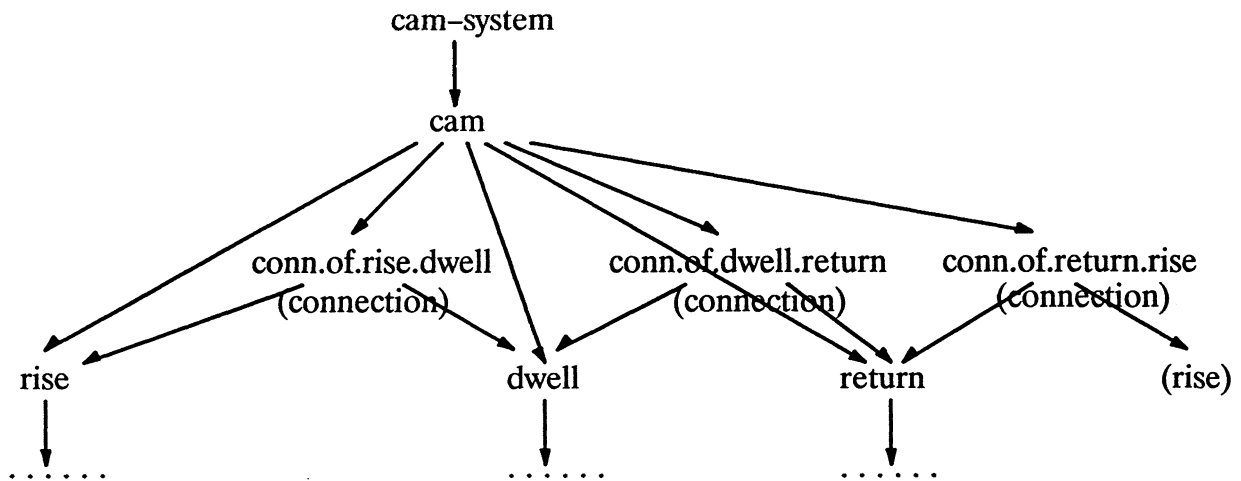 cam–system
cam
conn.of.rise.dwell conn.of.dwell.return conn.of.return.rise
(connection) (connection) (connection)
rise dwell return (rise)
...... ...... ......